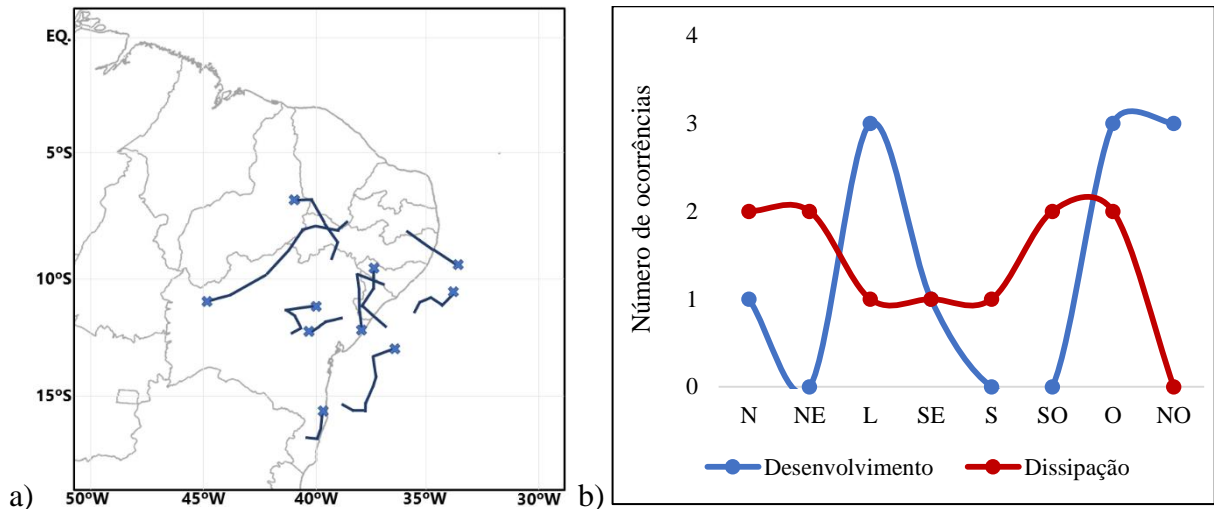 EQ.
5ºS
10ºS
15ºS
50ºW 45ºW 40ºW 35ºW 30ºW
a)
Número de ocorrências
4
3
2
1
0
N NE L SE S SO O NO
Desenvolvimento Dissipação
b)